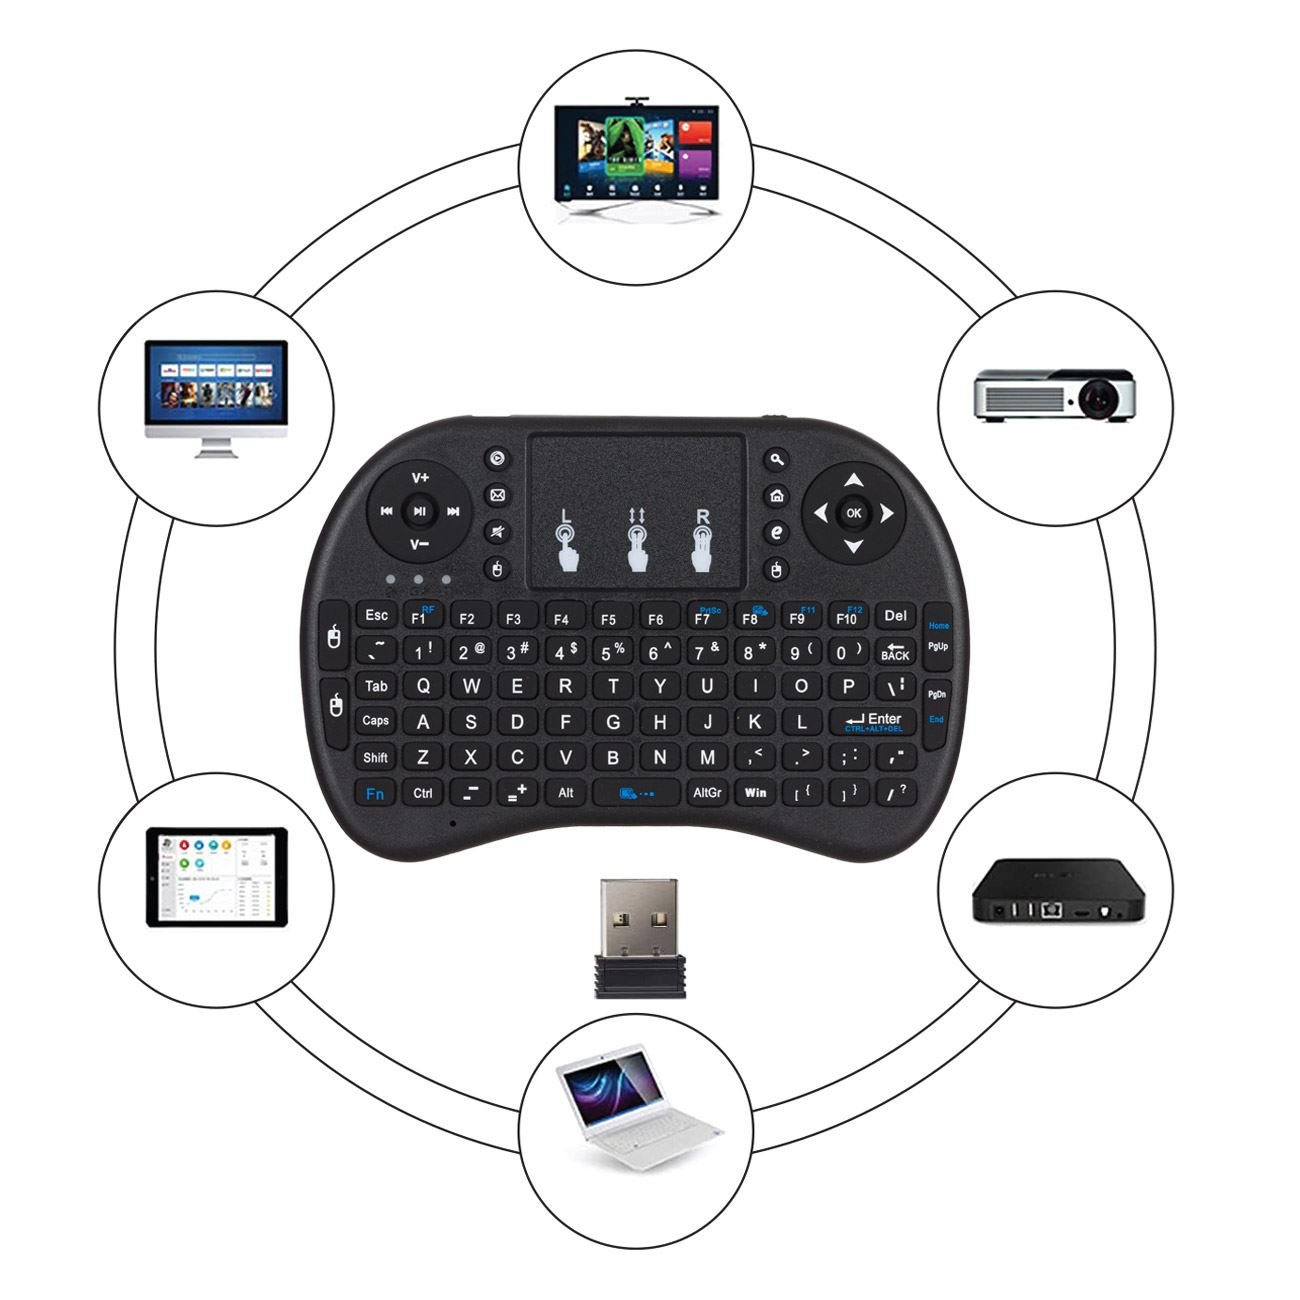 V+
V−
OK
L R
Esc F1 RF F2 F3 F4 F5 F6 F7 PrtSc F8 F9 F11 F10 F12 Del
Home
PgUp
` ~ 1 ! 2 @ 3 # 4 $ 5 % 6 ^ 7 & 8 * 9 ( 0 ) BACK
Tab Q W E R T Y U I O P \ ¦
PgDn
End
Caps A S D F G H J K L Enter
CTRL+ALT+DEL
Shift Z X C V B N M , < . > ; : ' "
Fn Ctrl - _ = + Alt AltGr Win [ { ] } / ?